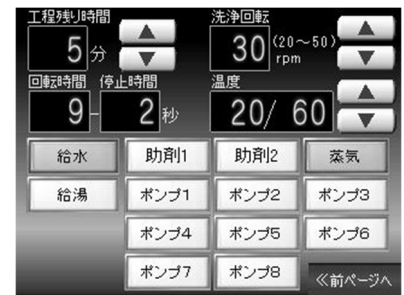 工程残り時間
5分
洗浄回転
30 (20~50) rpm
回転時間 停止時間
9-2秒
温度
20/ 60
給水 助剤1 助剤2 蒸気
給湯 ポンプ1 ポンプ2 ポンプ3
ポンプ4 ポンプ5 ポンプ6
ポンプ7 ポンプ8
≪前ページへ